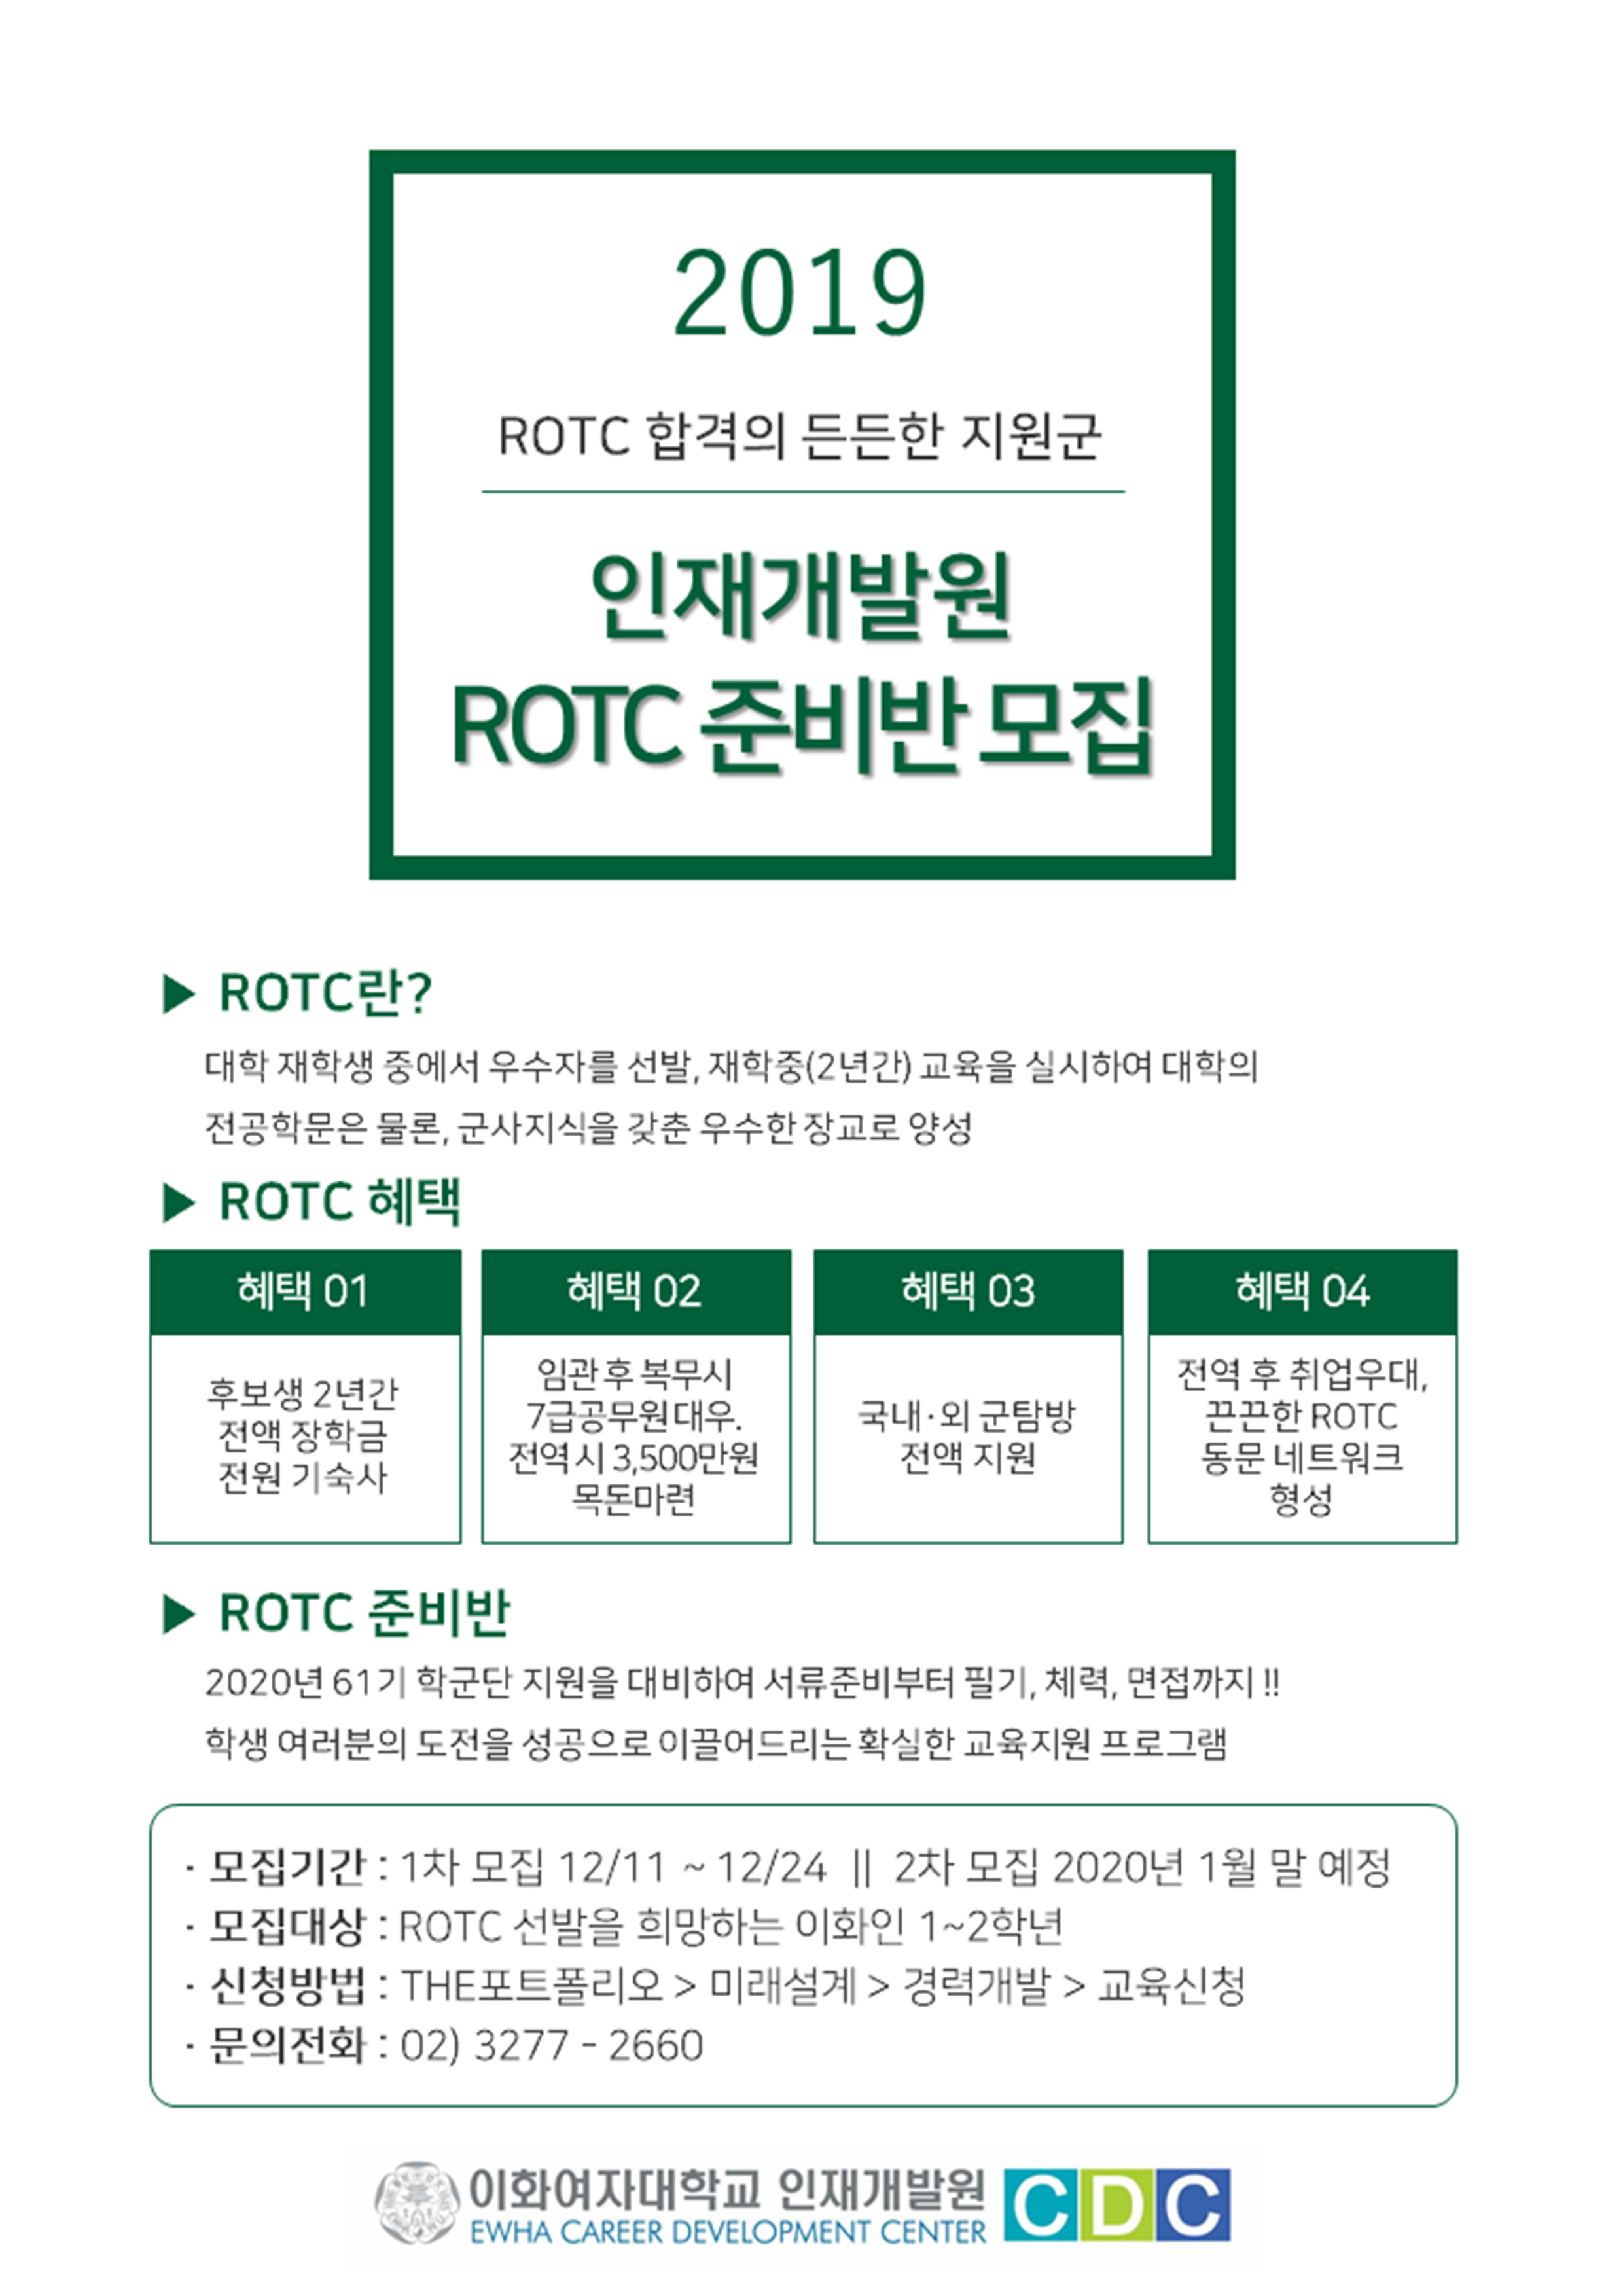 2019
ROTC 합격의 든든한 지원군
인재개발원
ROTC 준비반 모집
▶ ROTC란?
대학 재학생 중에서 우수자를 선발, 재학중(2년간) 교육을 실시하여 대학의
전공학문은 물론, 군사지식을 갖춘 우수한 장교로 양성
▶ ROTC 혜택
혜택 01
후보생 2년간
전액 장학금
전원 기숙사
혜택 02
임관 후 복무시
7급공무원 대우.
전역시 3,500만원
목돈마련
혜택 03
국내·외 군탐방
전액 지원
혜택 04
전역 후 취업우대,
끈끈한 ROTC
동문 네트워크
형성
▶ ROTC 준비반
2020년 61기 학군단 지원을 대비하여 서류준비부터 필기, 체력, 면접까지 !!
학생 여러분의 도전을 성공으로 이끌어드리는 확실한 교육지원 프로그램
· 모집기간 : 1차 모집 12/11 ~ 12/24 || 2차 모집 2020년 1월 말 예정
· 모집대상 : ROTC 선발을 희망하는 이화인 1~2학년
· 신청방법 : THE포트폴리오 > 미래설계 > 경력개발 > 교육신청
· 문의전화 : 02) 3277 - 2660
이화여자대학교 인재개발원
EWHA CAREER DEVELOPMENT CENTER
CDC